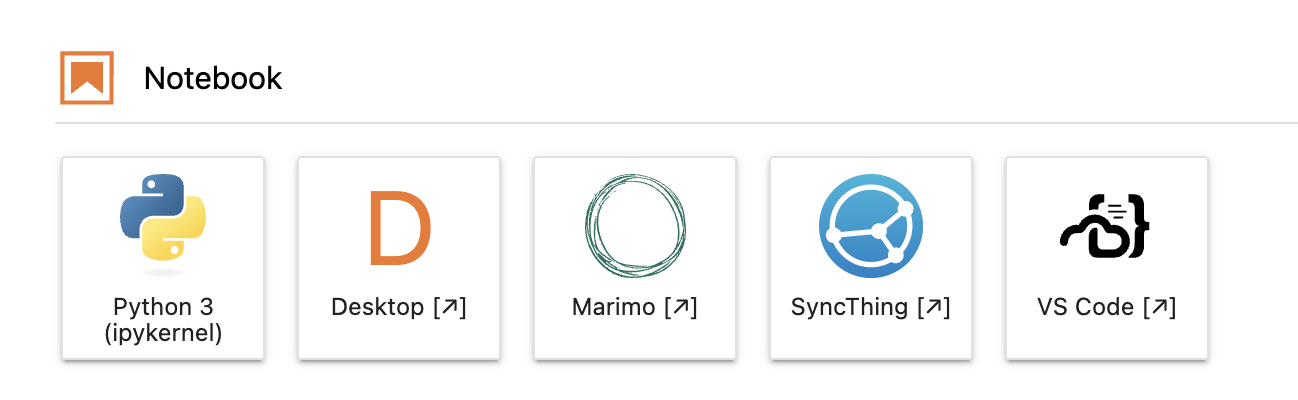 Notebook
D
Python 3
(ipykernel)
Desktop [↗]
Marimo [↗]
SyncThing [↗]
VS Code [↗]